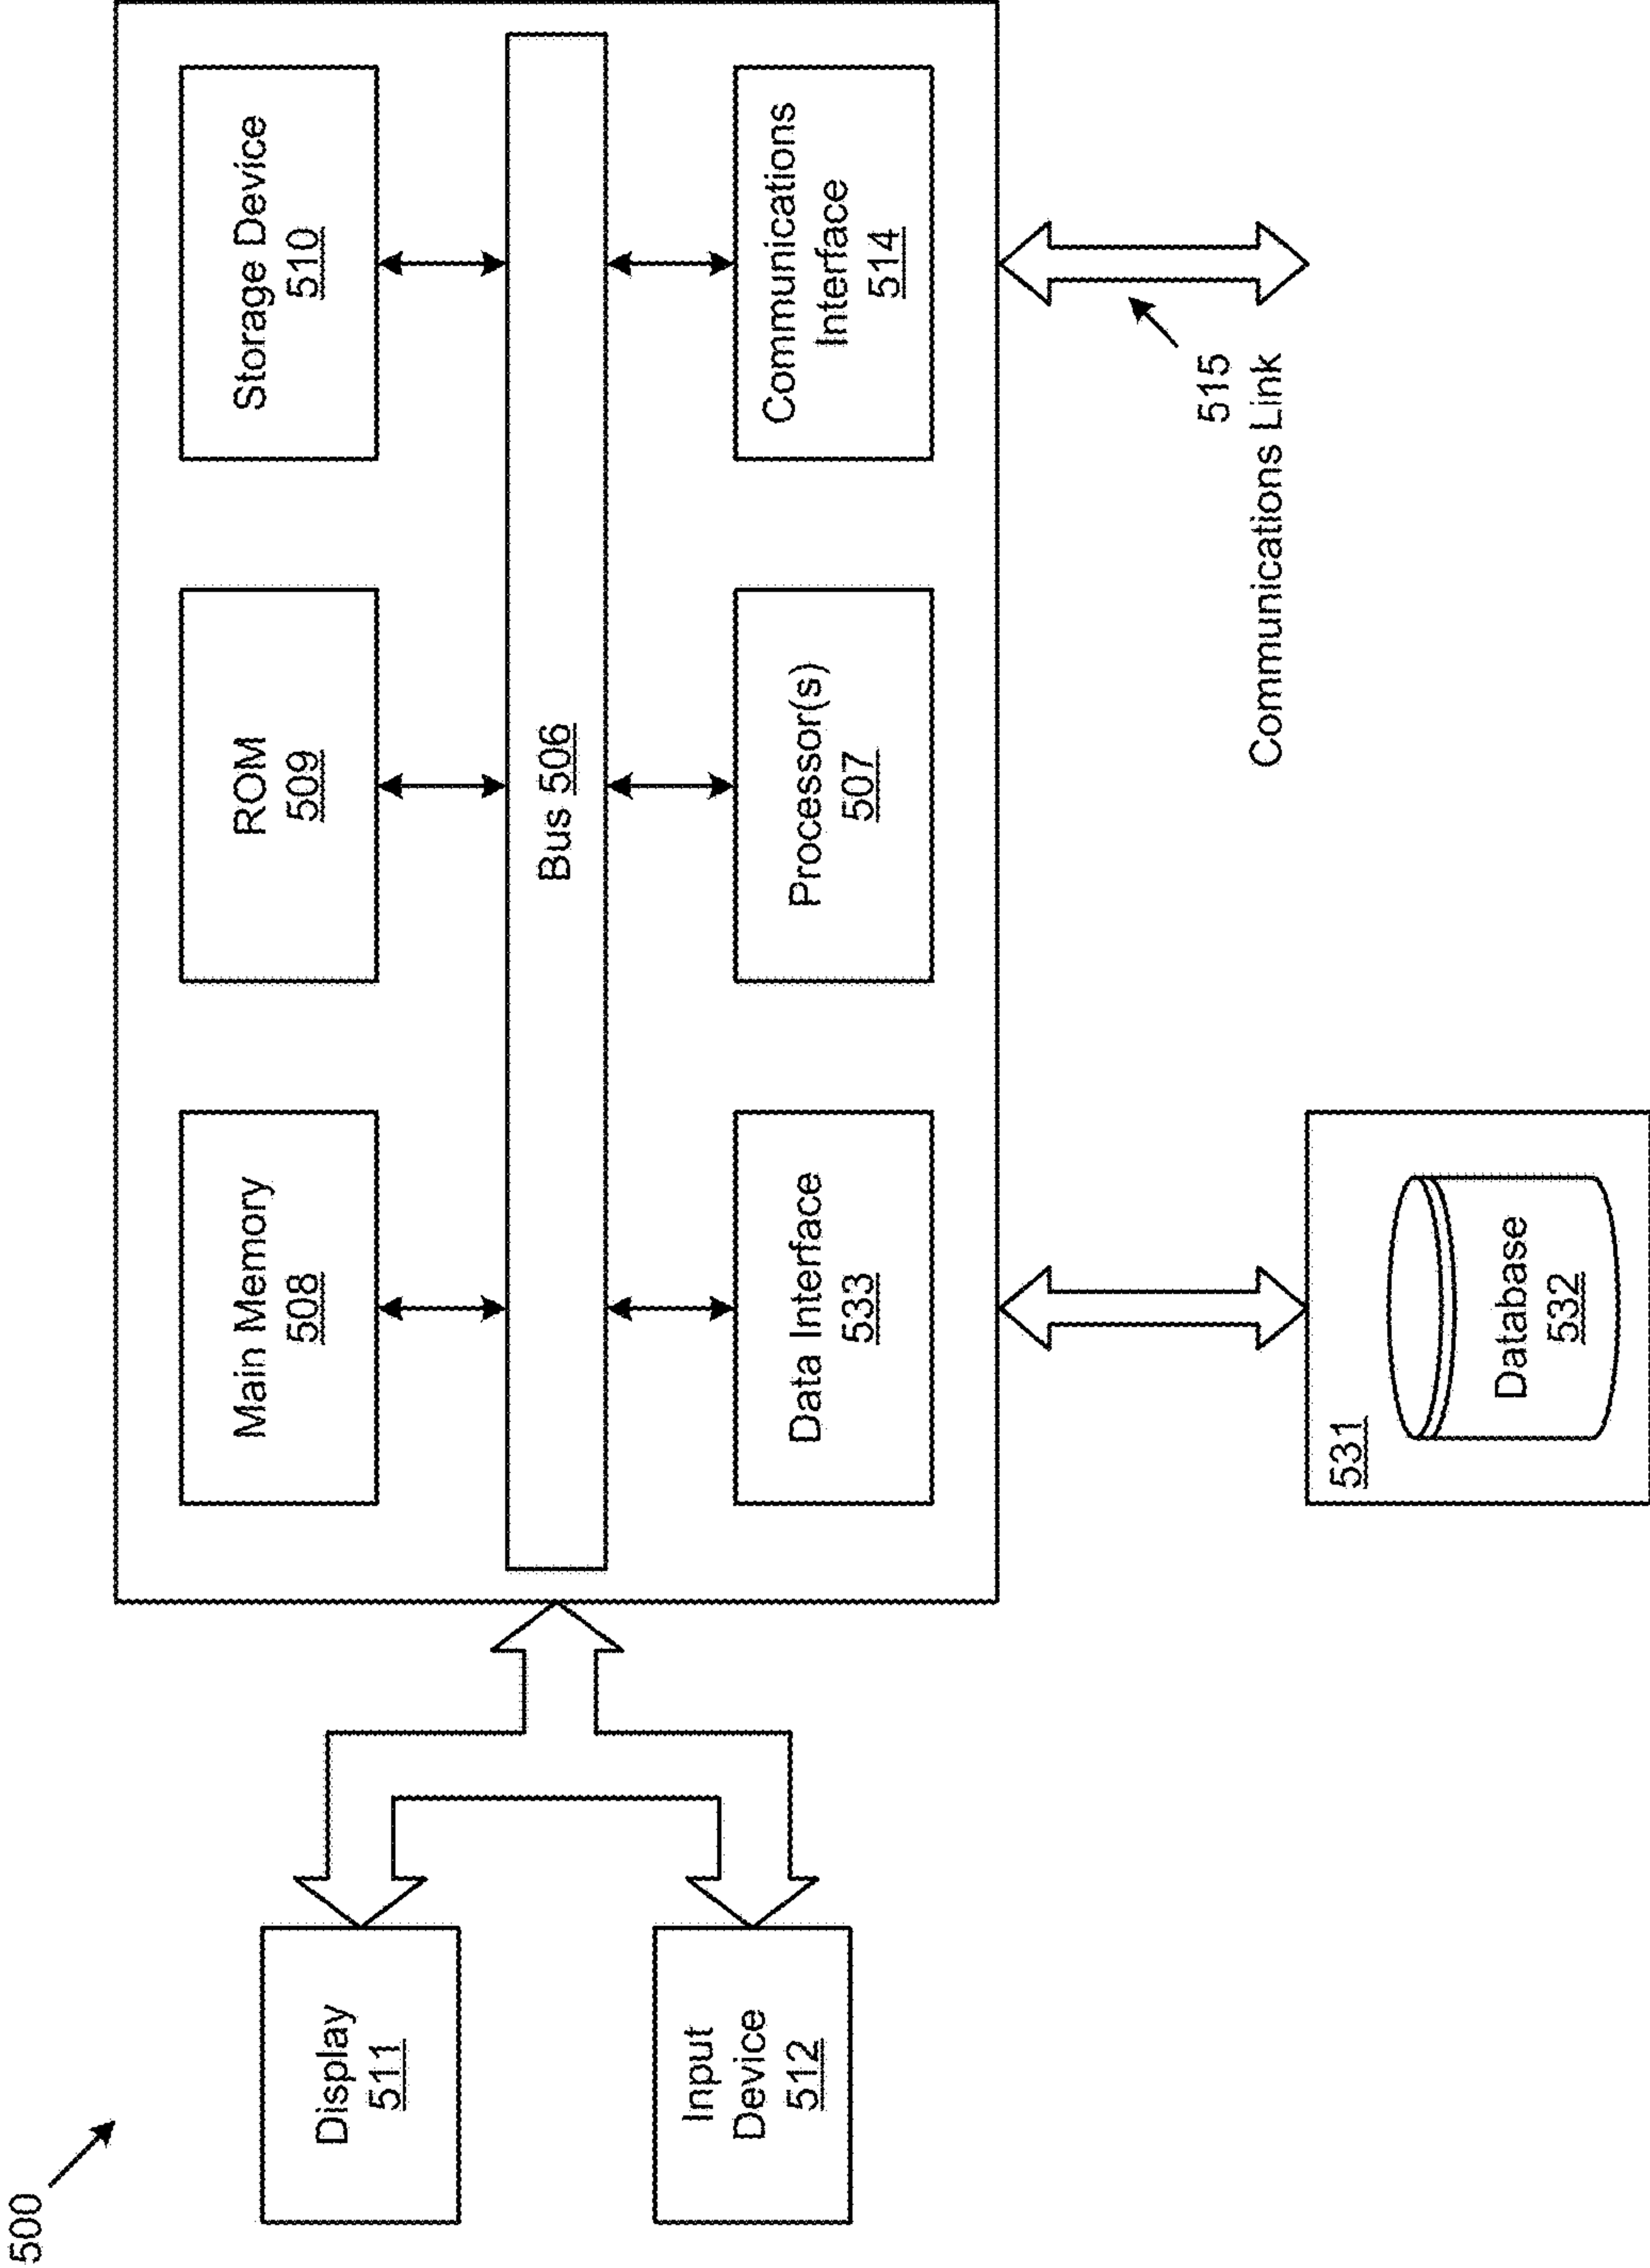 500
Main Memory
508
ROM
509
Storage Device
510
Display
511
Bus 506
Input
Device
512
Data Interface
533
Processor(s)
507
Communications
Interface
514
515
Communications Link
531
Database
532